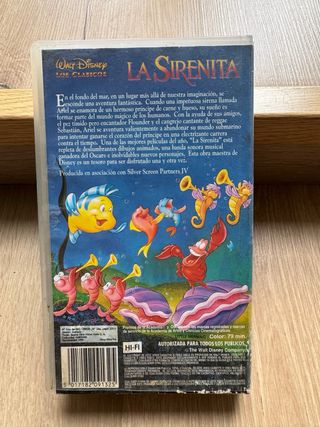 WALT DISNEY
LOS CLASICOS
LA SIRENITA
En el fondo del mar, en un lugar más allá de nuestra imaginación, se
esconde una aventura fantástica. Cuando una impetuosa sirena llamada
Ariel se enamora de un príncipe de carne y hueso, su sueño es
formar parte del mundo mágico de los humanos. Con la ayuda de sus amigos,
el pez tímido pero encantador Flounder y el cangrejo cantante de reggae
Sebastián, Ariel se aventura valientemente a abandonar su mundo submarino
para intentar ganarse el corazón del príncipe en una electrizante carrera
contra el tiempo. Una de las mejores películas del año, "La Sirenita" está
repleta de deslumbrantes dibujos animados, una banda sonora musical
ganadora del Oscar® e inolvidables nuevos personajes. Esta obra maestra de
Disney es un tesoro para ser disfrutado una y otra vez.
Producida en asociación con Silver Screen Partners IV
Color: 79 min.
HI-FI
AUTORIZADA PARA TODOS LOS PUBLICOS
© The Walt Disney Company
8 017182 091322